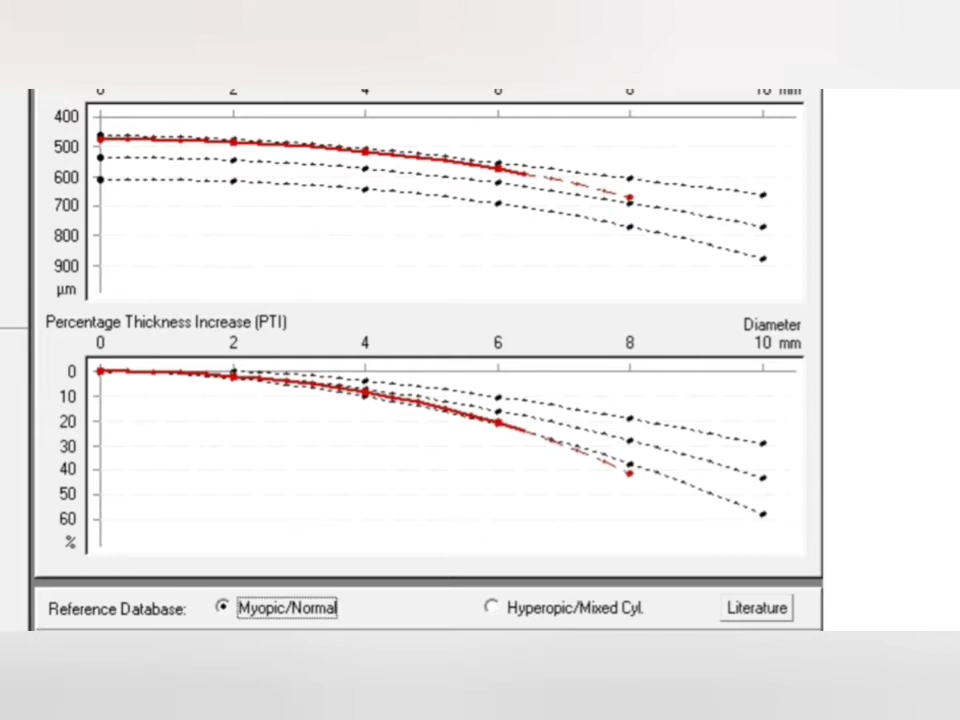 0 2 4 6 8 10 mm
400
500
600
700
800
900
µm
Percentage Thickness Increase (PTI) Diameter
0 2 4 6 8 10 mm
0
10
20
30
40
50
60
%
Reference Database: Myopic/Normal Hyperopic/Mixed Cyl. Literature